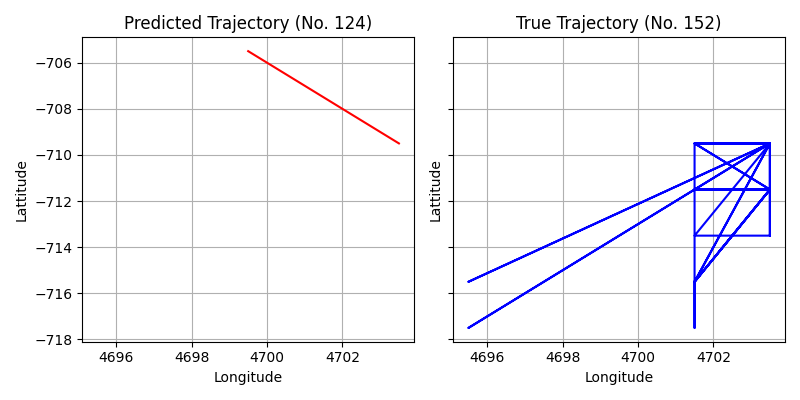 Predicted Trajectory (No. 124)
−706
−708
−710
−712
−714
−716
−718
Lattitude
4696 4698 4700 4702
Longitude
True Trajectory (No. 152)
Lattitude
4696 4698 4700 4702
Longitude